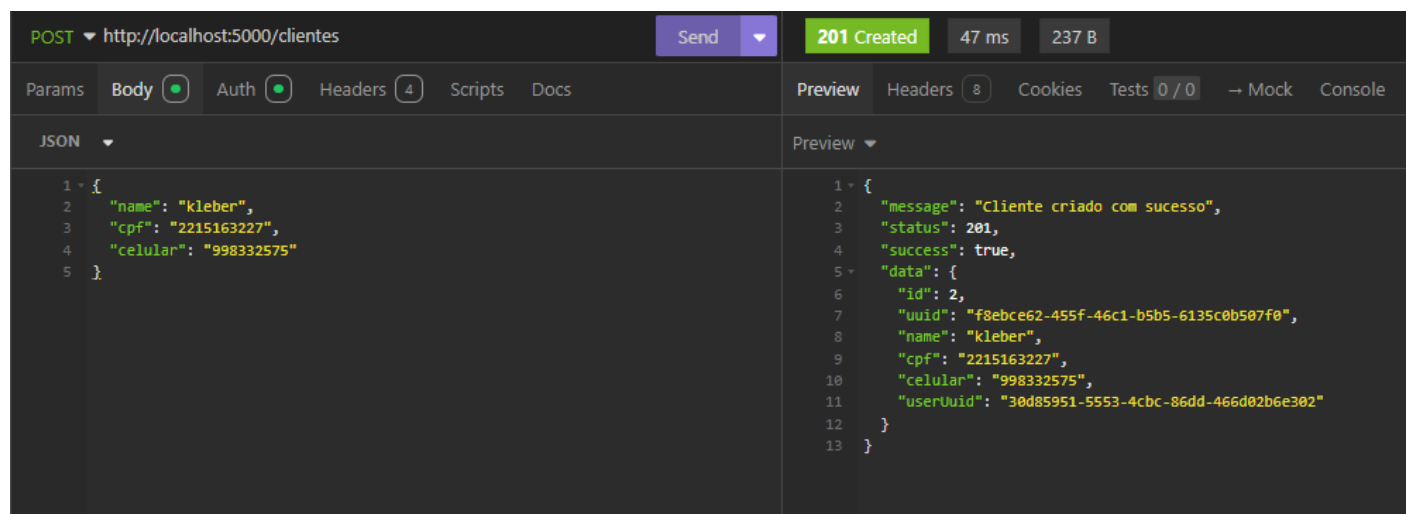 POST http://localhost:5000/clientes Send
201 Created 47 ms 237 B
Params Body Auth Headers 4 Scripts Docs
Preview Headers 8 Cookies Tests 0 / 0 → Mock Console
JSON
Preview
1 {
2 "name": "kleber",
3 "cpf": "2215163227",
4 "celular": "998332575"
5 }
1 {
2 "message": "Cliente criado com sucesso",
3 "status": 201,
4 "success": true,
5 "data": {
6 "id": 2,
7 "uuid": "f8ebce62-455f-46c1-b5b5-6135c0b507f0",
8 "name": "kleber",
9 "cpf": "2215163227",
10 "celular": "998332575",
11 "userUuid": "30d85951-5553-4cbc-86dd-466d02b6e302"
12 }
13 }